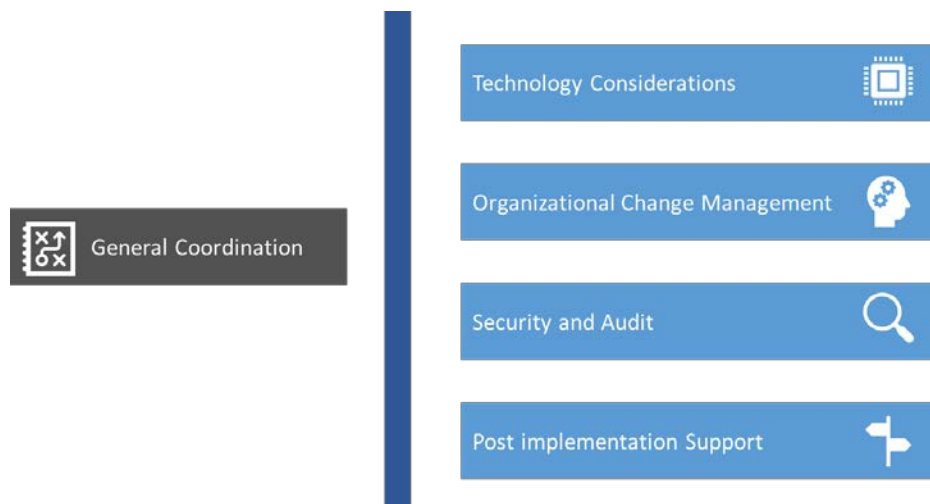 General Coordination
Technology Considerations
Organizational Change Management
Security and Audit
Post implementation Support